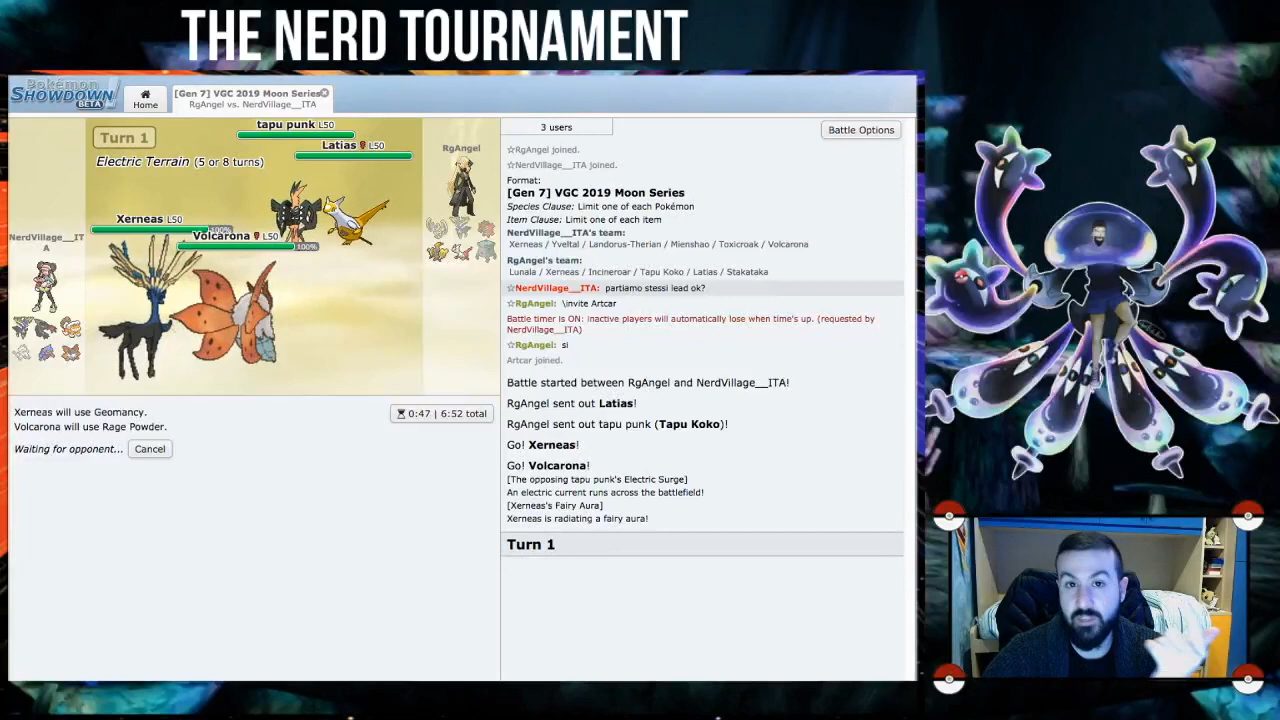 THE NERD TOURNAMENT
Pokémon
SHOWDOWN
BETA
Home
[Gen 7] VGC 2019 Moon Series
RgAngel vs. NerdVillage__ITA
Turn 1
Electric Terrain (5 or 8 turns)
tapu punk L50
Latias L50
Xerneas L50
100%
Volcarona L50
100%
NerdVillage__IT
A
RgAngel
Xerneas will use Geomancy.
Volcarona will use Rage Powder.
Waiting for opponent...
Cancel
0:47 | 6:52 total
3 users
Battle Options
☆RgAngel joined.
☆NerdVillage__ITA joined.
Format:
[Gen 7] VGC 2019 Moon Series
Species Clause: Limit one of each Pokémon
Item Clause: Limit one of each item
NerdVillage__ITA's team:
Xerneas / Yveltal / Landorus-Therian / Mienshao / Toxicroak / Volcarona
RgAngel's team:
Lunala / Xerneas / Incineroar / Tapu Koko / Latias / Stakataka
☆NerdVillage__ITA: partiamo stessi lead ok?
☆RgAngel: \invite Artcar
Battle timer is ON: inactive players will automatically lose when time's up. (requested by
NerdVillage__ITA)
☆RgAngel: si
Artcar joined.
Battle started between RgAngel and NerdVillage__ITA!
RgAngel sent out Latias!
RgAngel sent out tapu punk (Tapu Koko)!
Go! Xerneas!
Go! Volcarona!
[The opposing tapu punk's Electric Surge]
An electric current runs across the battlefield!
[Xerneas's Fairy Aura]
Xerneas is radiating a fairy aura!
Turn 1